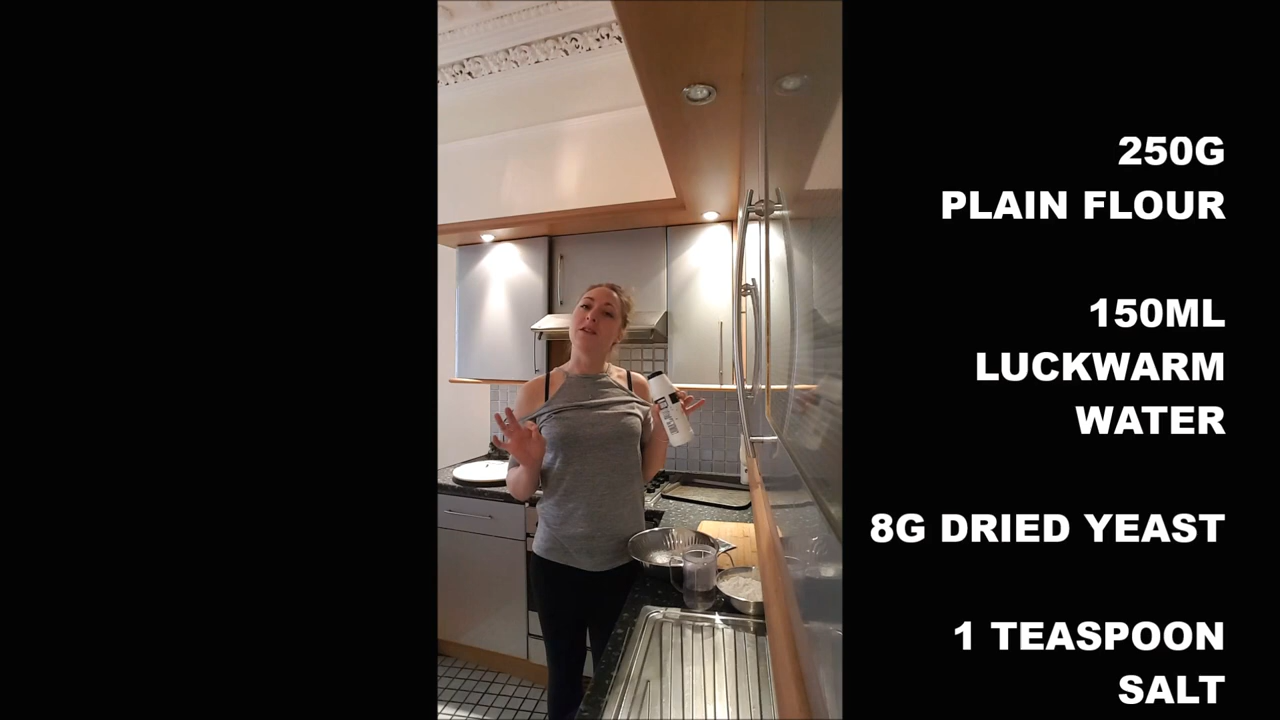 250G
PLAIN FLOUR
150ML
LUCKWARM
WATER
8G DRIED YEAST
1 TEASPOON
SALT